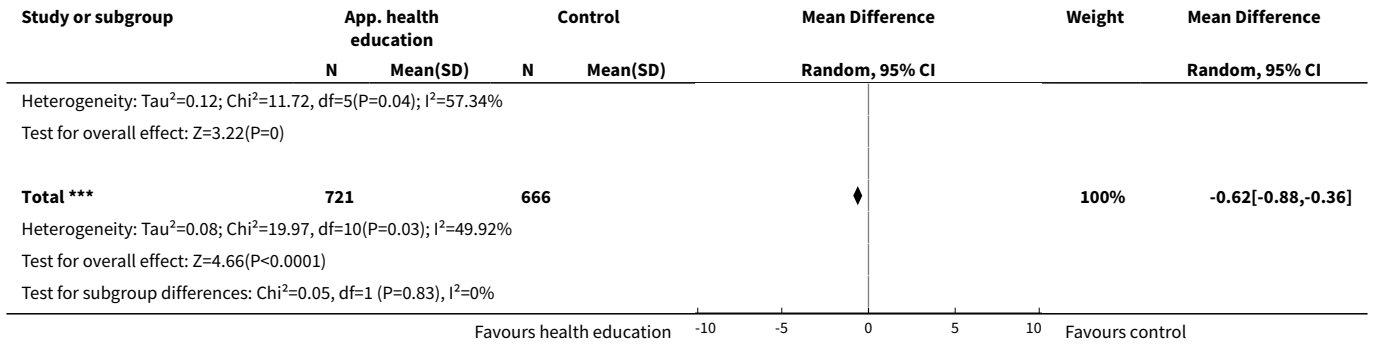 Study or subgroup App. health education Control Mean Difference Weight Mean Difference
N Mean(SD) N Mean(SD) Random, 95% CI Random, 95% CI
Heterogeneity: Tau²=0.12; Chi²=11.72, df=5(P=0.04); I²=57.34%
Test for overall effect: Z=3.22(P=0)
Total *** 721 666 100% -0.62[-0.88,-0.36]
Heterogeneity: Tau²=0.08; Chi²=19.97, df=10(P=0.03); I²=49.92%
Test for overall effect: Z=4.66(P<0.0001)
Test for subgroup differences: Chi²=0.05, df=1 (P=0.83), I²=0%
Favours health education -10 -5 0 5 10 Favours control